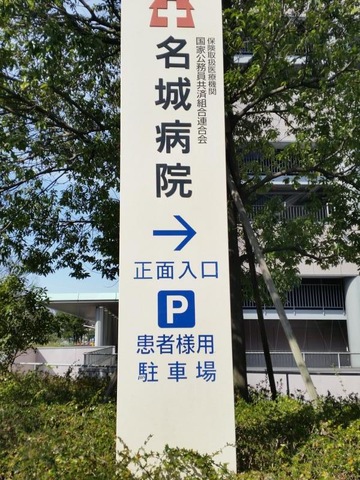 保険取扱医療機関
国家公務員共済組合連合会
名城病院
正面入口
P
患者様用
駐車場